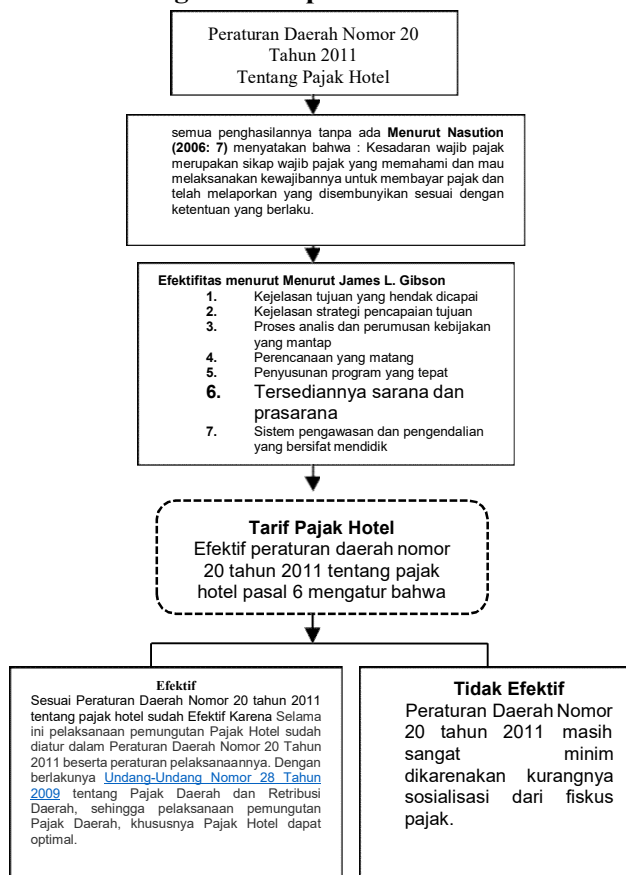 Peraturan Daerah Nomor 20
Tahun 2011
Tentang Pajak Hotel
semua penghasilannya tanpa ada Menurut Nasution
(2006: 7) menyatakan bahwa : Kesadaran wajib pajak
merupakan sikap wajib pajak yang memahami dan mau
melaksanakan kewajibannya untuk membayar pajak dan
telah melaporkan yang disembunyikan sesuai dengan
ketentuan yang berlaku.
Efektifitas menurut Menurut James L. Gibson
1. Kejelasan tujuan yang hendak dicapai
2. Kejelasan strategi pencapaian tujuan
3. Proses analis dan perumusan kebijakan
yang mantap
4. Perencanaan yang matang
5. Penyusunan program yang tepat
6. Tersediannya sarana dan
prasarana
7. Sistem pengawasan dan pengendalian
yang bersifat mendidik
Tarif Pajak Hotel
Efektif peraturan daerah nomor
20 tahun 2011 tentang pajak
hotel pasal 6 mengatur bahwa
Efektif
Sesuai Peraturan Daerah Nomor 20 tahun 2011
tentang pajak hotel sudah Efektif Karena Selama
ini pelaksanaan pemungutan Pajak Hotel sudah
diatur dalam Peraturan Daerah Nomor 20 Tahun
2011 beserta peraturan pelaksanaannya. Dengan
berlakunya Undang-Undang Nomor 28 Tahun
2009 tentang Pajak Daerah dan Retribusi
Daerah, sehingga pelaksanaan pemungutan
Pajak Daerah, khususnya Pajak Hotel dapat
optimal.
Tidak Efektif
Peraturan Daerah Nomor
20 tahun 2011 masih
sangat minim
dikarenakan kurangnya
sosialisasi dari fiskus
pajak.